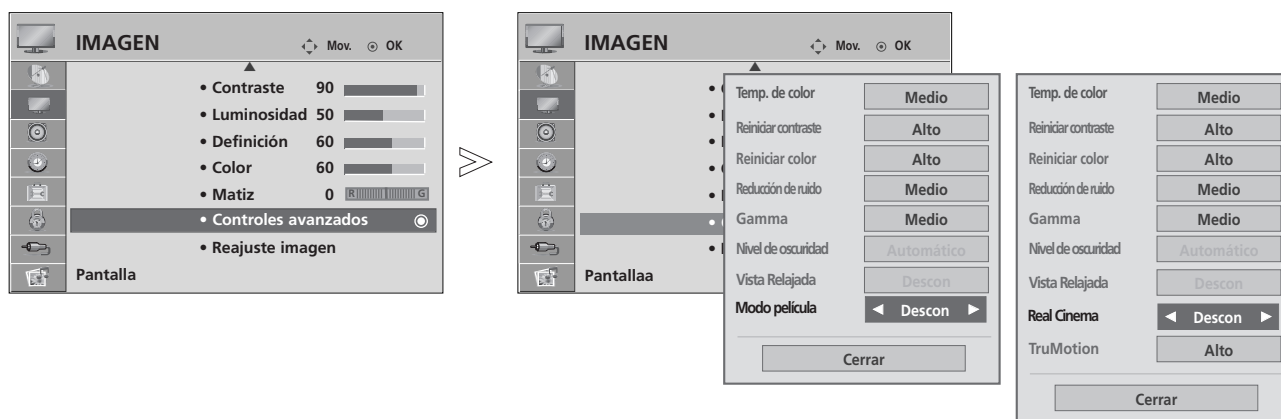 IMAGEN Mov. OK
• Contraste 90
• Luminosidad 50
• Definición 60
• Color 60
• Matiz 0 R G
• Controles avanzados
• Reajuste imagen
Pantalla
IMAGEN Mov. OK
Pantallaa
Temp. de color Medio
Reiniciar contraste Alto
Reiniciar color Alto
Reducción de ruido Medio
Gamma Medio
Nivel de oscuridad Automático
Vista Relajada Descon
Modo película ◄ Descon ►
Cerrar
Temp. de color Medio
Reiniciar contraste Alto
Reiniciar color Alto
Reducción de ruido Medio
Gamma Medio
Nivel de oscuridad Automático
Vista Relajada Descon
Real Cinema ◄ Descon ►
TruMotion Alto
Cerrar